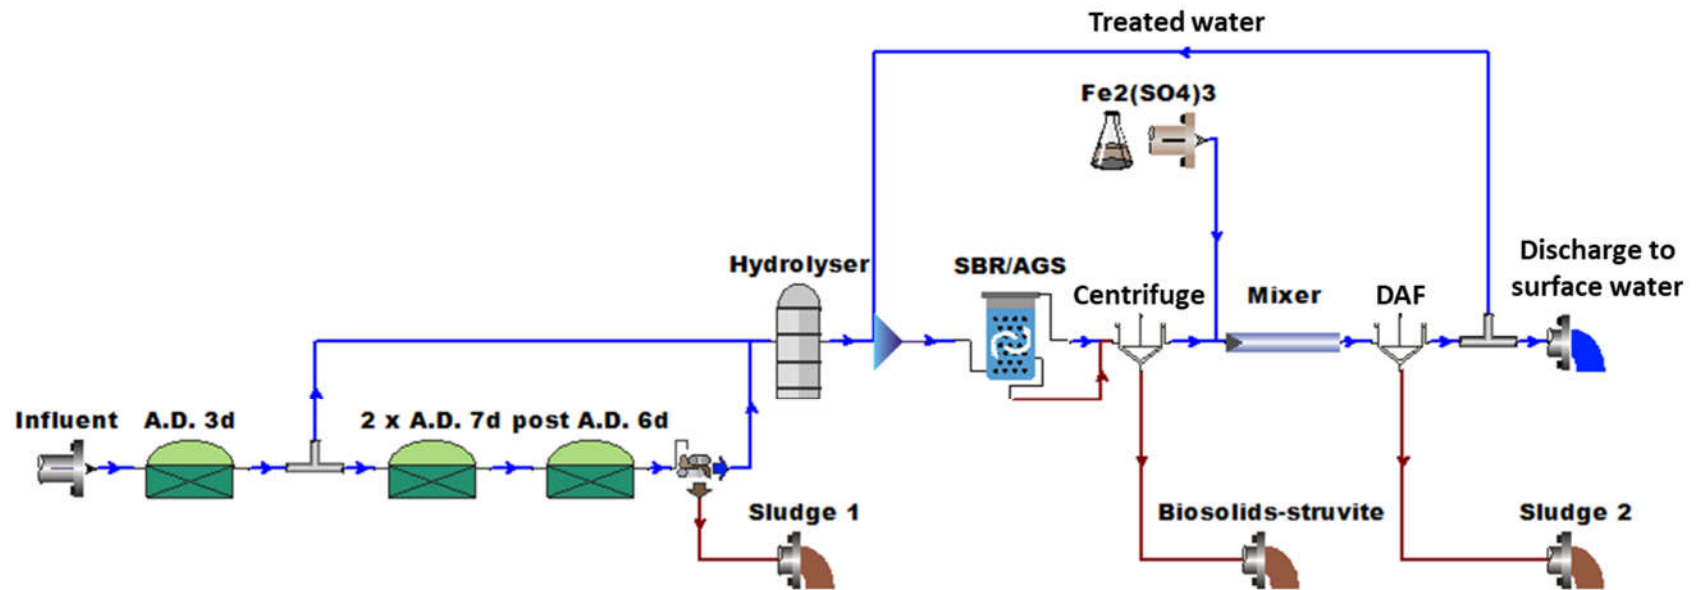 Treated water
Fe2(SO4)3
Discharge to
surface water
Hydrolyser
SBR/AGS
Centrifuge
Mixer
DAF
Influent
A.D. 3d
2 x A.D. 7d
post A.D. 6d
Sludge 1
Biosolids-struvite
Sludge 2